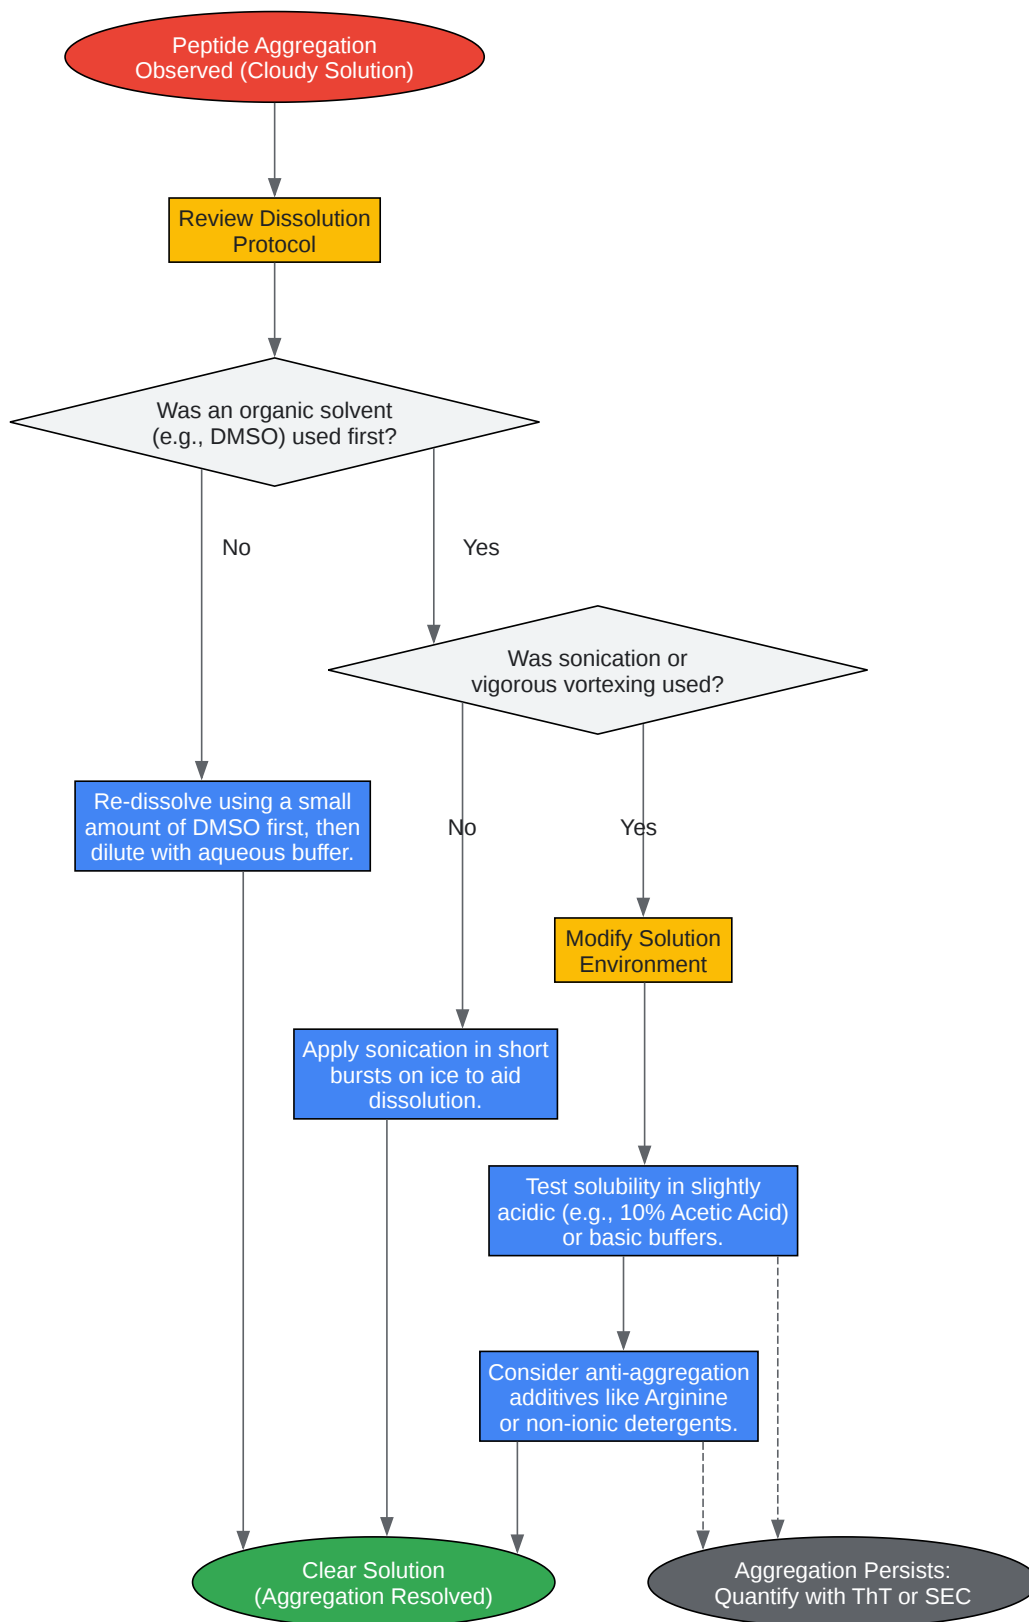 Peptide Aggregation
Observed (Cloudy Solution)
Review Dissolution
Protocol
Was an organic solvent
(e.g., DMSO) used first?
No
Yes
Was sonication or
vigorous vortexing used?
Re-dissolve using a small
amount of DMSO first, then
dilute with aqueous buffer.
No
Yes
Modify Solution
Environment
Apply sonication in short
bursts on ice to aid
dissolution.
Test solubility in slightly
acidic (e.g., 10% Acetic Acid)
or basic buffers.
Consider anti-aggregation
additives like Arginine
or non-ionic detergents.
Clear Solution
(Aggregation Resolved)
Aggregation Persists:
Quantify with ThT or SEC